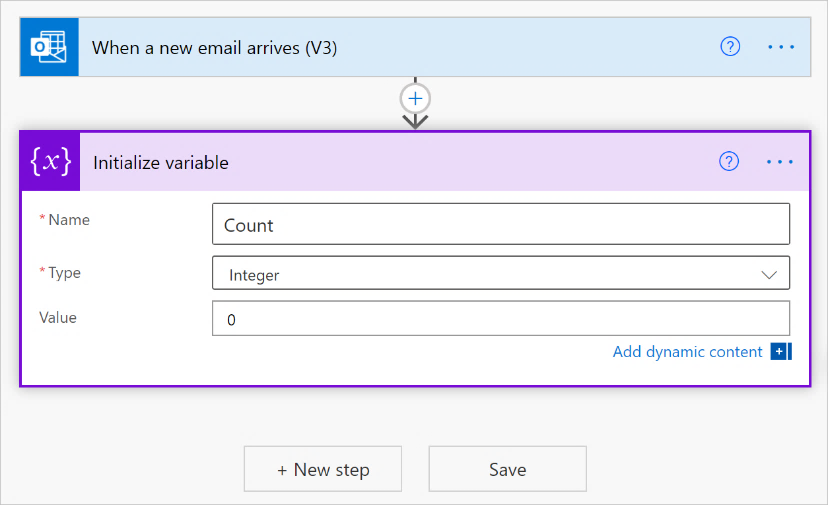 When a new email arrives (V3)
{x} Initialize variable
* Name
Count
* Type
Integer
Value
0
Add dynamic content
+ New step
Save